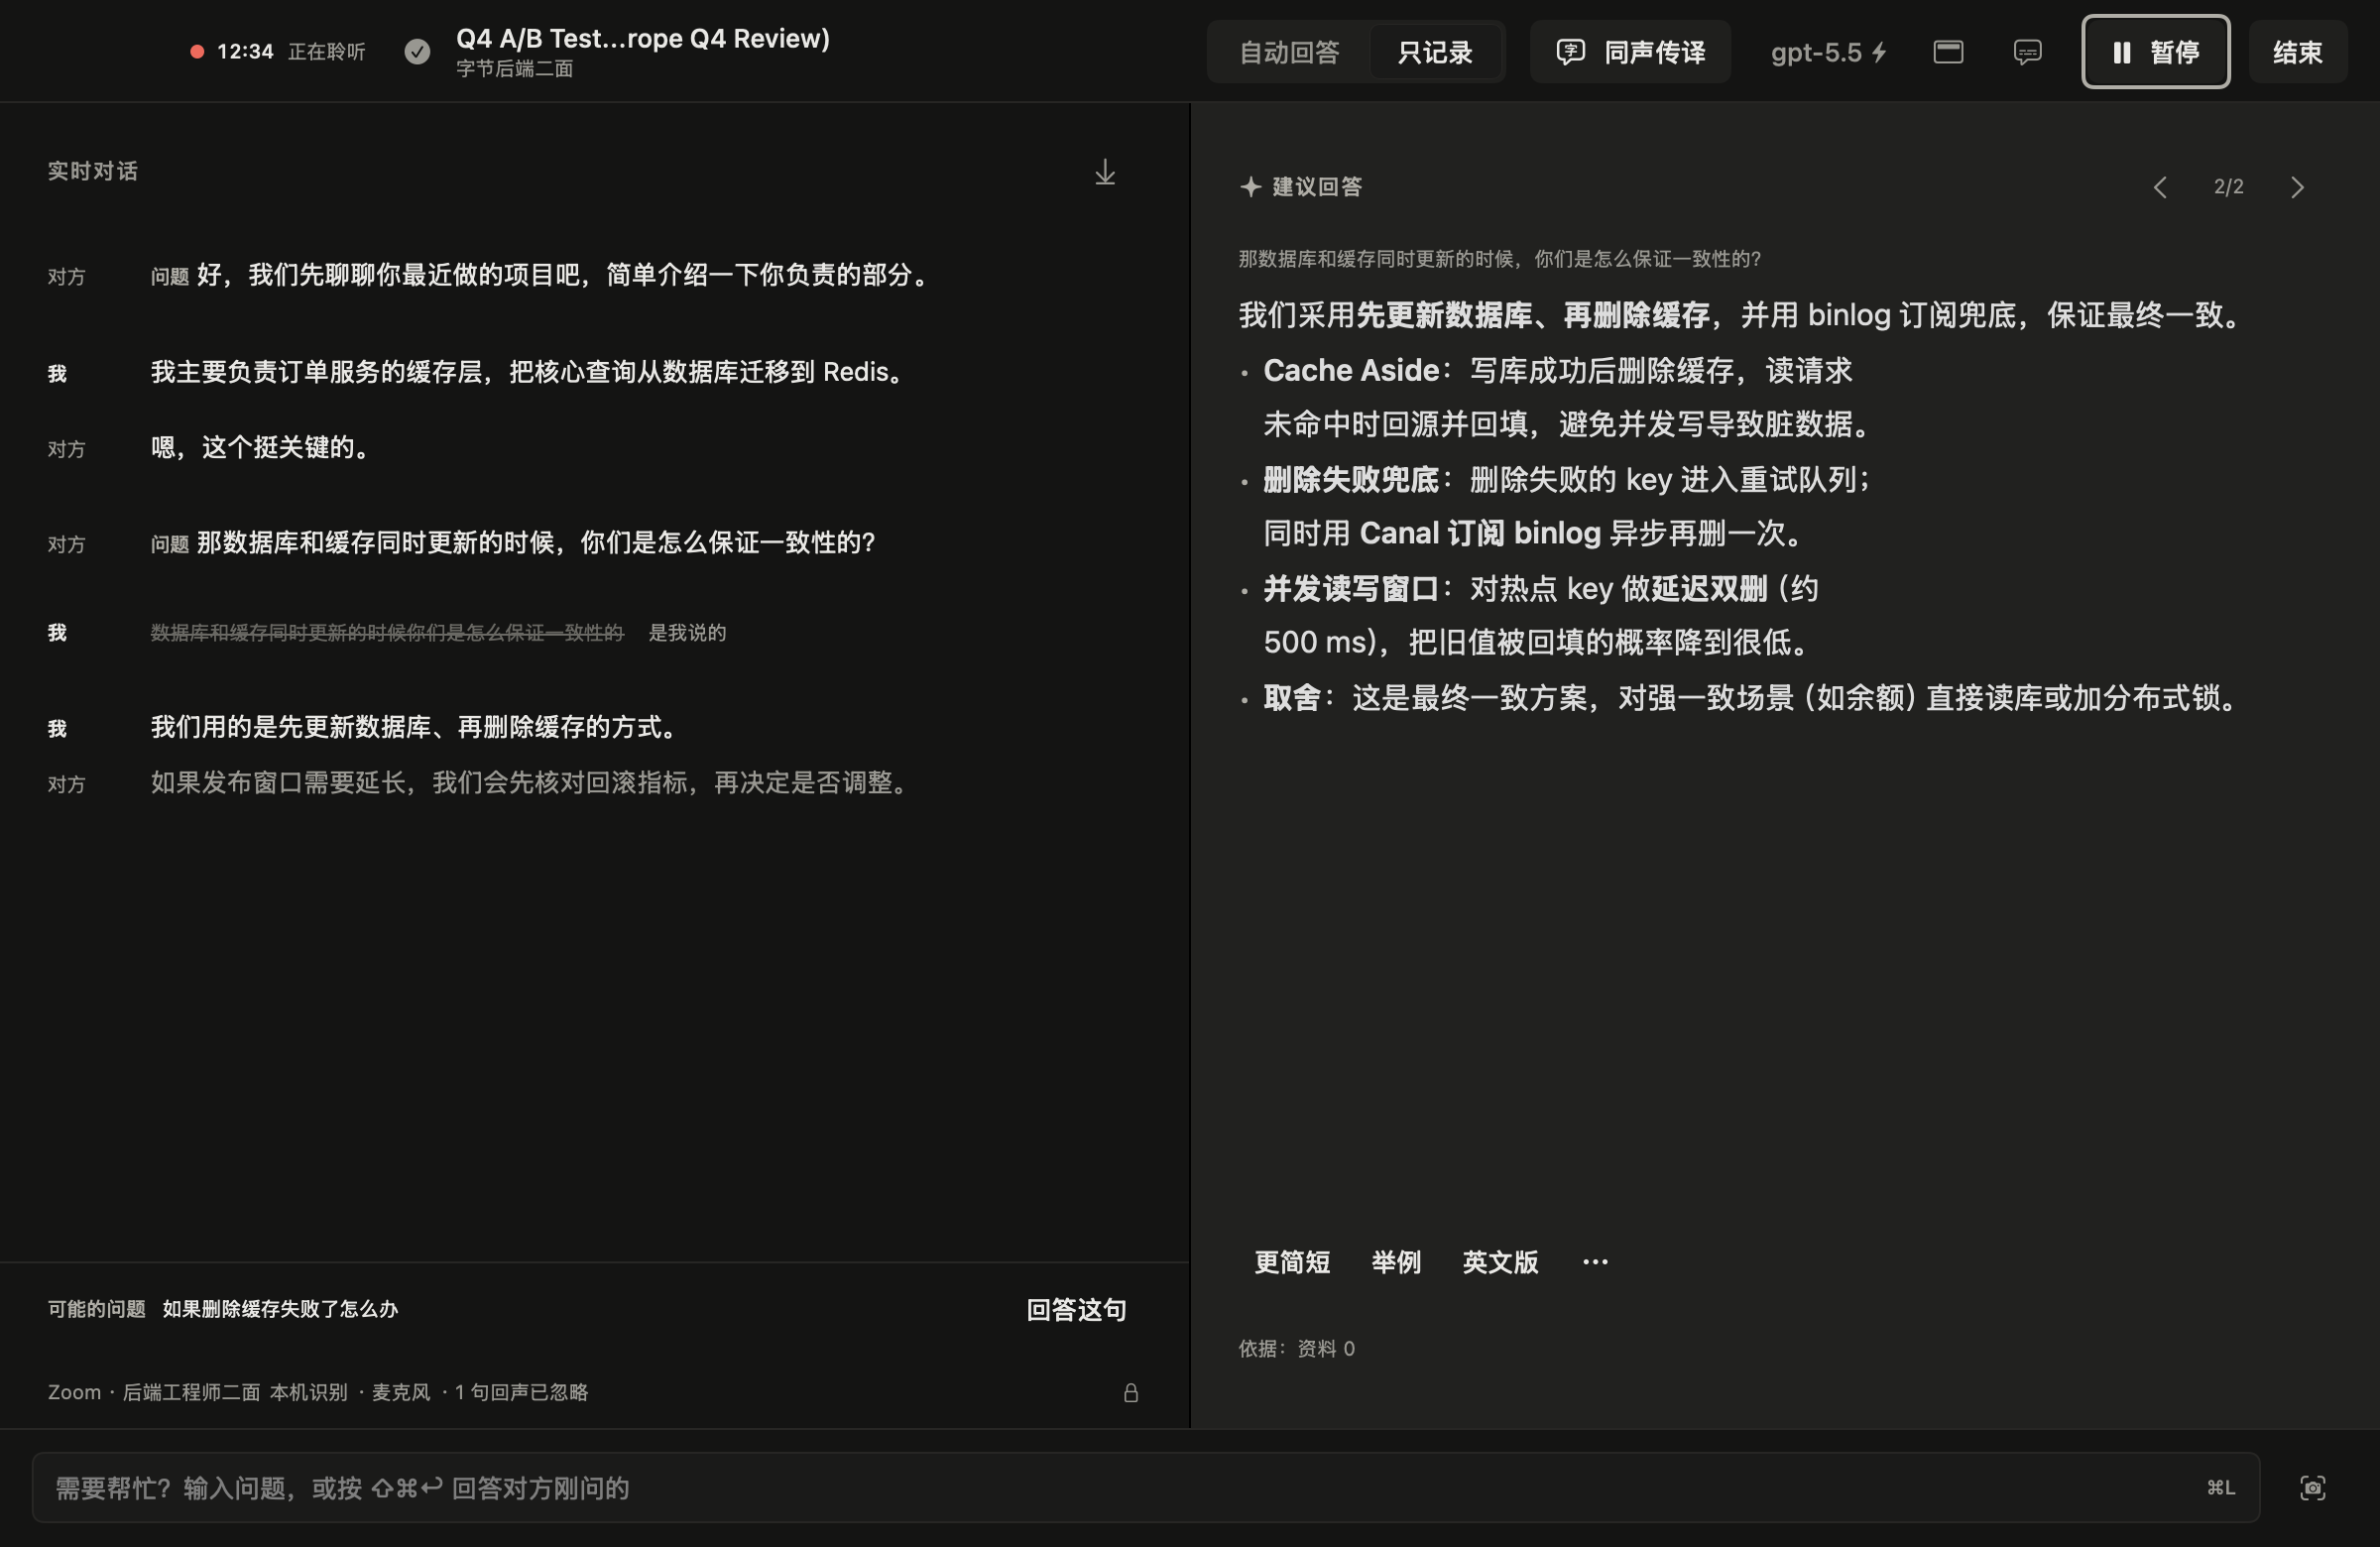 12:34 正在聆听
Q4 A/B Test...rope Q4 Review)
字节后端二面
自动回答 只记录
同声传译
gpt-5.5
暂停
结束
实时对话
对方 问题 好，我们先聊聊你最近做的项目吧，简单介绍一下你负责的部分。
我 我主要负责订单服务的缓存层，把核心查询从数据库迁移到 Redis。
对方 嗯，这个挺关键的。
对方 问题 那数据库和缓存同时更新的时候，你们是怎么保证一致性的？
我 数据库和缓存同时更新的时候你们是怎么保证一致性的 是我说的
我 我们用的是先更新数据库、再删除缓存的方式。
对方 如果发布窗口需要延长，我们会先核对回滚指标，再决定是否调整。
可能的问题 如果删除缓存失败了怎么办 回答这句
Zoom · 后端工程师二面 本机识别 · 麦克风 · 1 句回声已忽略
建议回答
2/2
那数据库和缓存同时更新的时候，你们是怎么保证一致性的？
我们采用先更新数据库、再删除缓存，并用 binlog 订阅兜底，保证最终一致。
• Cache Aside：写库成功后删除缓存，读请求
未命中时回源并回填，避免并发写导致脏数据。
• 删除失败兜底：删除失败的 key 进入重试队列；
同时用 Canal 订阅 binlog 异步再删一次。
• 并发读写窗口：对热点 key 做延迟双删（约
500 ms），把旧值被回填的概率降到很低。
• 取舍：这是最终一致方案，对强一致场景（如余额）直接读库或加分布式锁。
更简短 举例 英文版 ···
依据：资料 0
需要帮忙？输入问题，或按 ⇧⌘↩ 回答对方刚问的 ⌘L